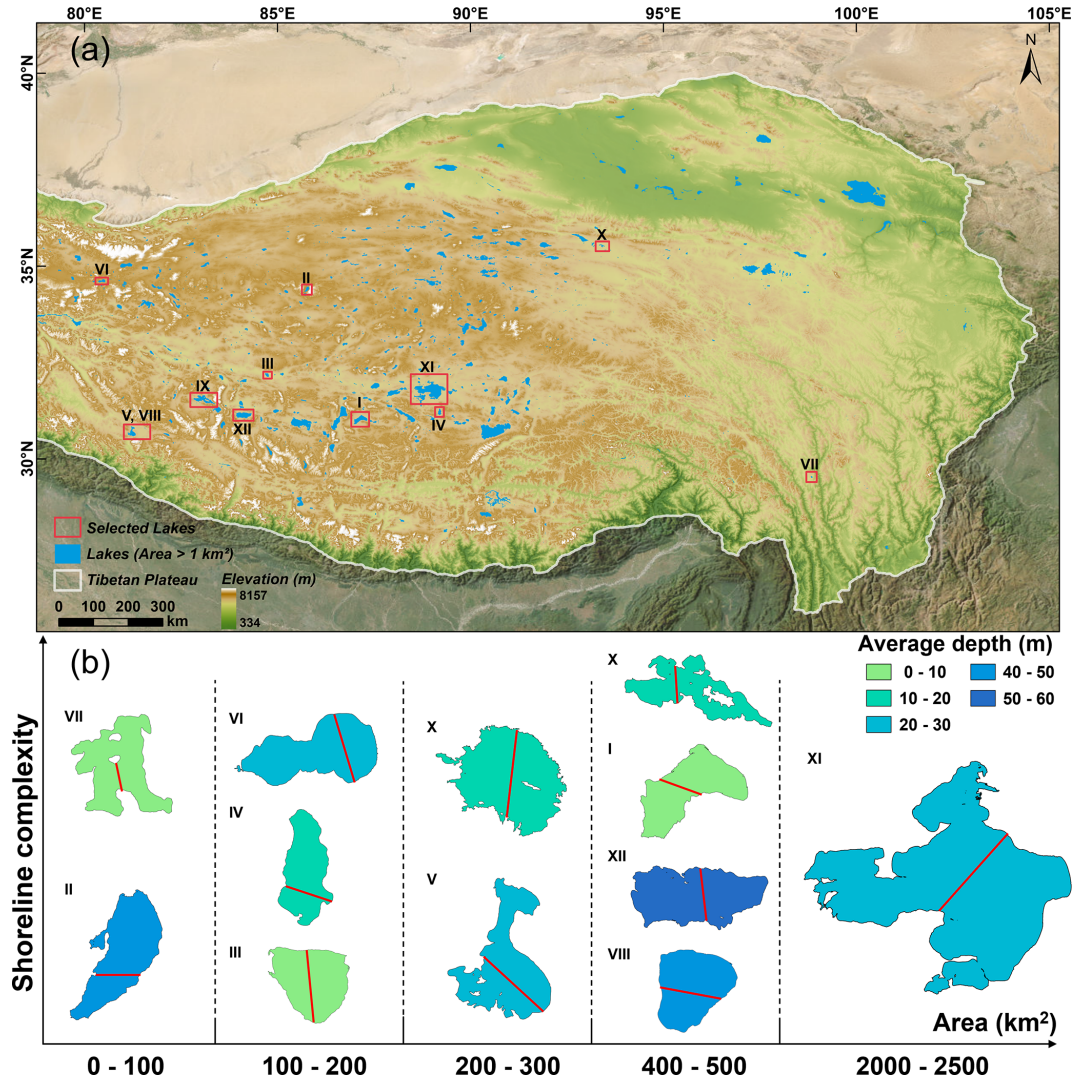 80°E 85°E 90°E 95°E 100°E 105°E
(a)
N
40°N
35°N
30°N
X
VI
II
III
XI
IX
I
XII
IV
V, VIII
VII
Selected Lakes
Lakes (Area > 1 km²)
Tibetan Plateau
Elevation (m)
8157
334
0 100 200 300
km
(b)
Average depth (m)
0 - 10
40 - 50
10 - 20
50 - 60
20 - 30
Shoreline complexity
VII
II
VI
IV
III
X
V
X
I
XII
VIII
XI
Area (km²)
0 - 100
100 - 200
200 - 300
400 - 500
2000 - 2500